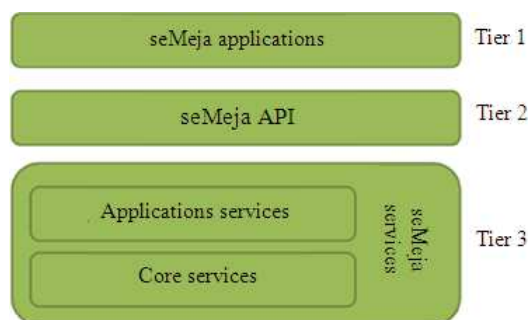 seMeja applications
Tier 1
seMeja API
Tier 2
Applications services
Core services
seMeja
services
Tier 3